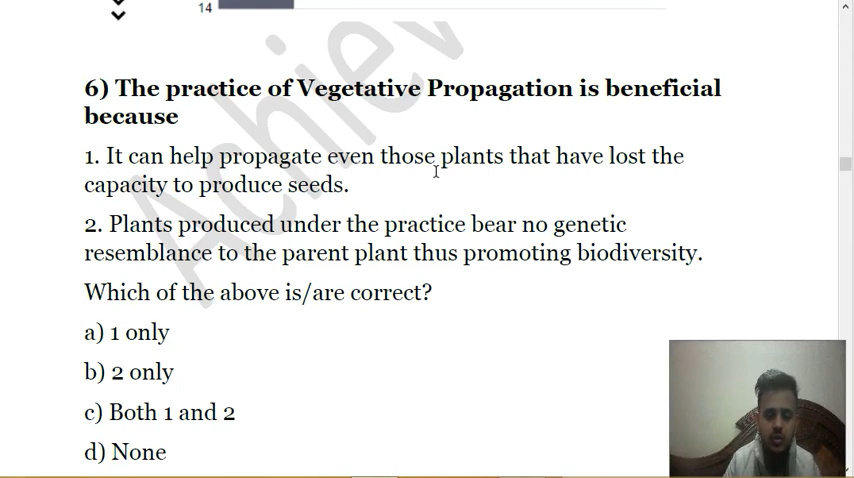 14
Achiev
6) The practice of Vegetative Propagation is beneficial
because
1. It can help propagate even those plants that have lost the
capacity to produce seeds.
2. Plants produced under the practice bear no genetic
resemblance to the parent plant thus promoting biodiversity.
Which of the above is/are correct?
a) 1 only
b) 2 only
c) Both 1 and 2
d) None